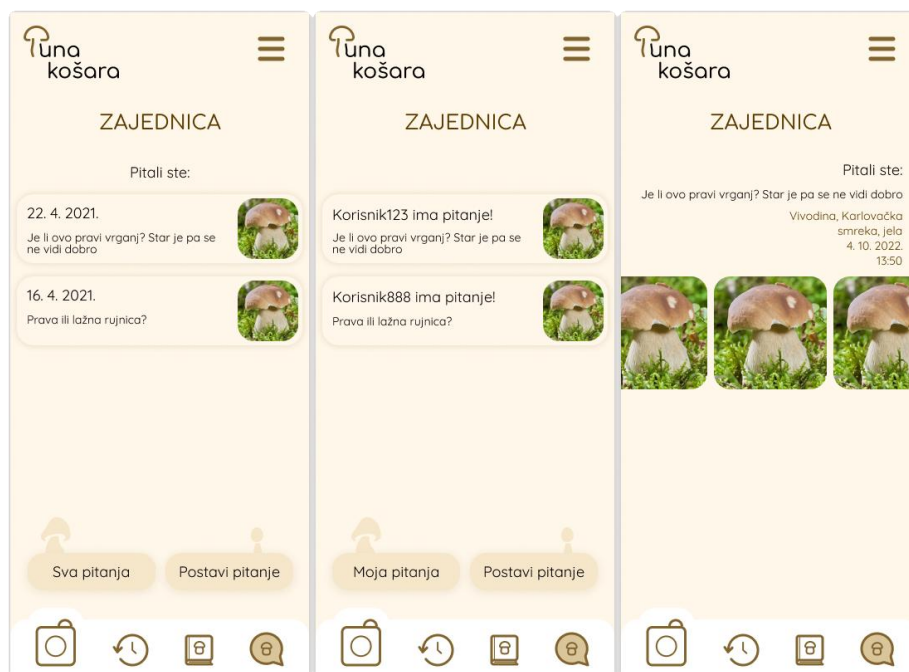 Puna
košara
ZAJEDNICA
Pitali ste:
22. 4. 2021.
Je li ovo pravi vrganj? Star je pa se
ne vidi dobro
16. 4. 2021.
Prava ili lažna rujnica?
Sva pitanja
Postavi pitanje
Puna
košara
ZAJEDNICA
Korisnik123 ima pitanje!
Je li ovo pravi vrganj? Star je pa se
ne vidi dobro
Korisnik888 ima pitanje!
Prava ili lažna rujnica?
Moja pitanja
Postavi pitanje
Puna
košara
ZAJEDNICA
Pitali ste:
Je li ovo pravi vrganj? Star je pa se ne vidi dobro
Vivodina, Karlovačka
smreka, jela
4. 10. 2022.
13:50